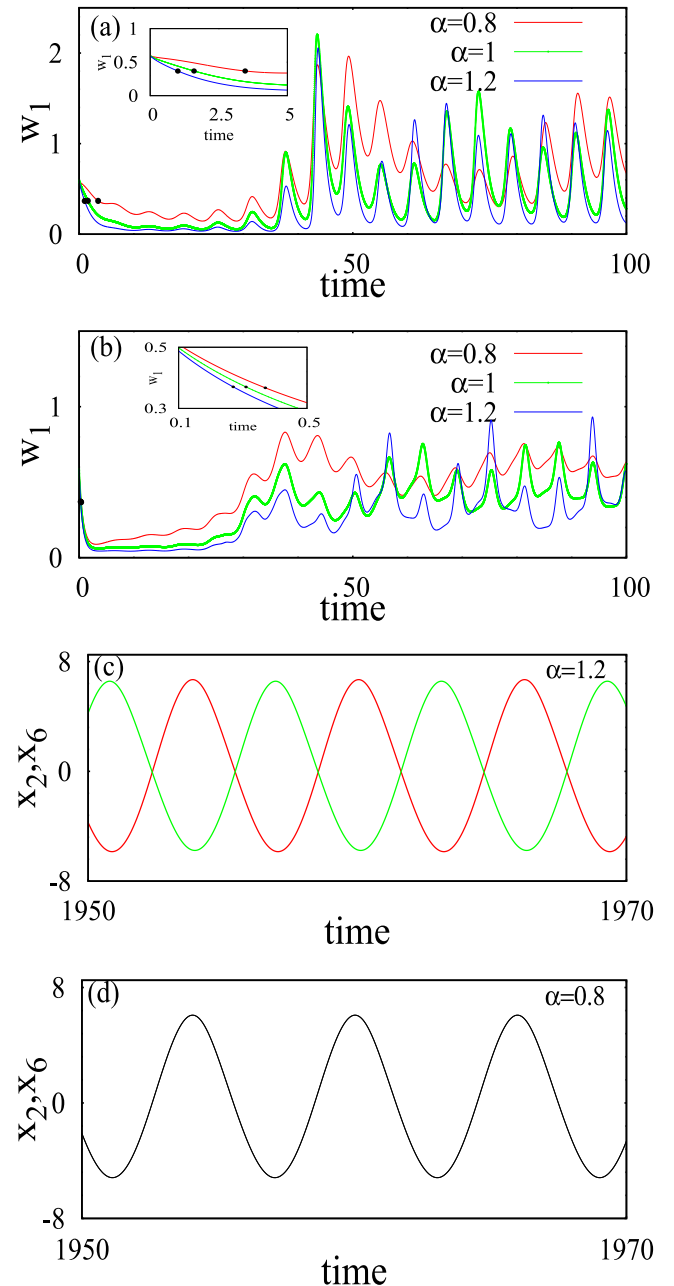 (a)
w1
2
1
0
0
50
100
time
α=0.8
α=1
α=1.2
w1
1
0.5
0
0
2.5
5
time
(b)
w1
1
0
0
50
100
time
α=0.8
α=1
α=1.2
w1
0.5
0.3
0.1
0.5
time
(c)
α=1.2
x2,x6
8
0
-8
1950
1970
time
(d)
α=0.8
x2,x6
8
0
-8
1950
1970
time